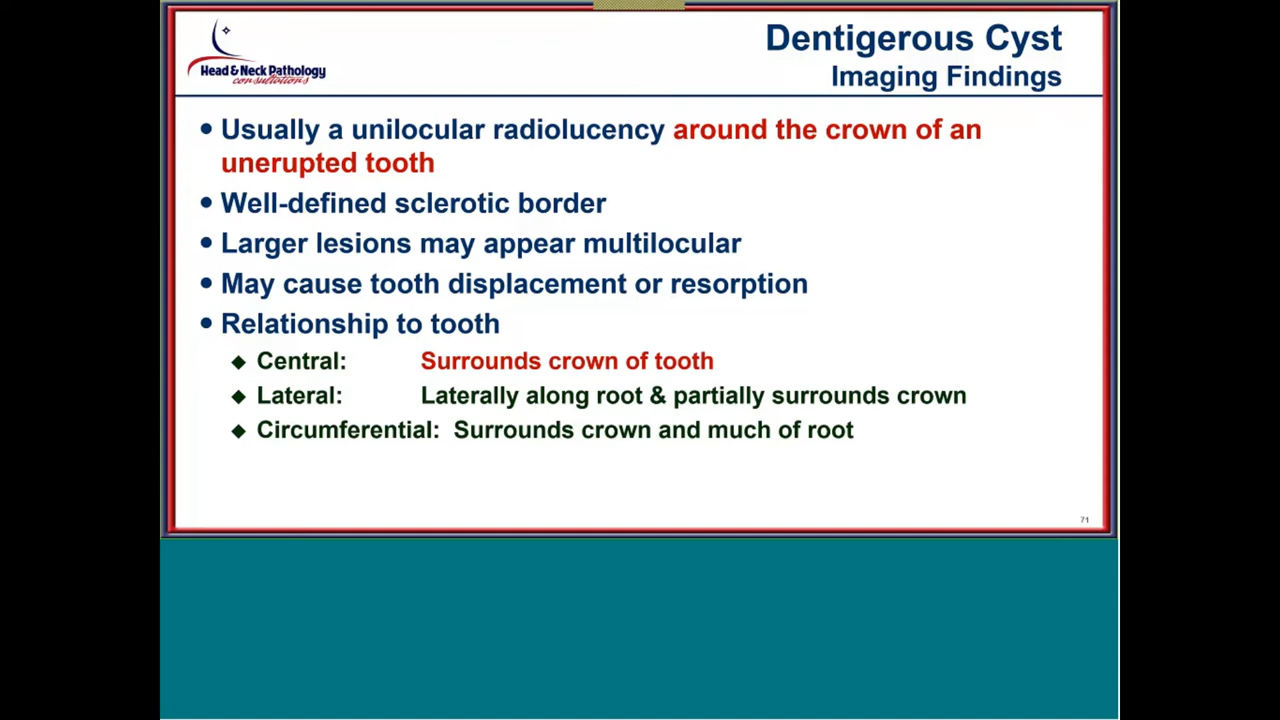 Head & Neck Pathology
consultations
Dentigerous Cyst
Imaging Findings
• Usually a unilocular radiolucency around the crown of an
unerupted tooth
• Well-defined sclerotic border
• Larger lesions may appear multilocular
• May cause tooth displacement or resorption
• Relationship to tooth
◆ Central: Surrounds crown of tooth
◆ Lateral: Laterally along root & partially surrounds crown
◆ Circumferential: Surrounds crown and much of root
71